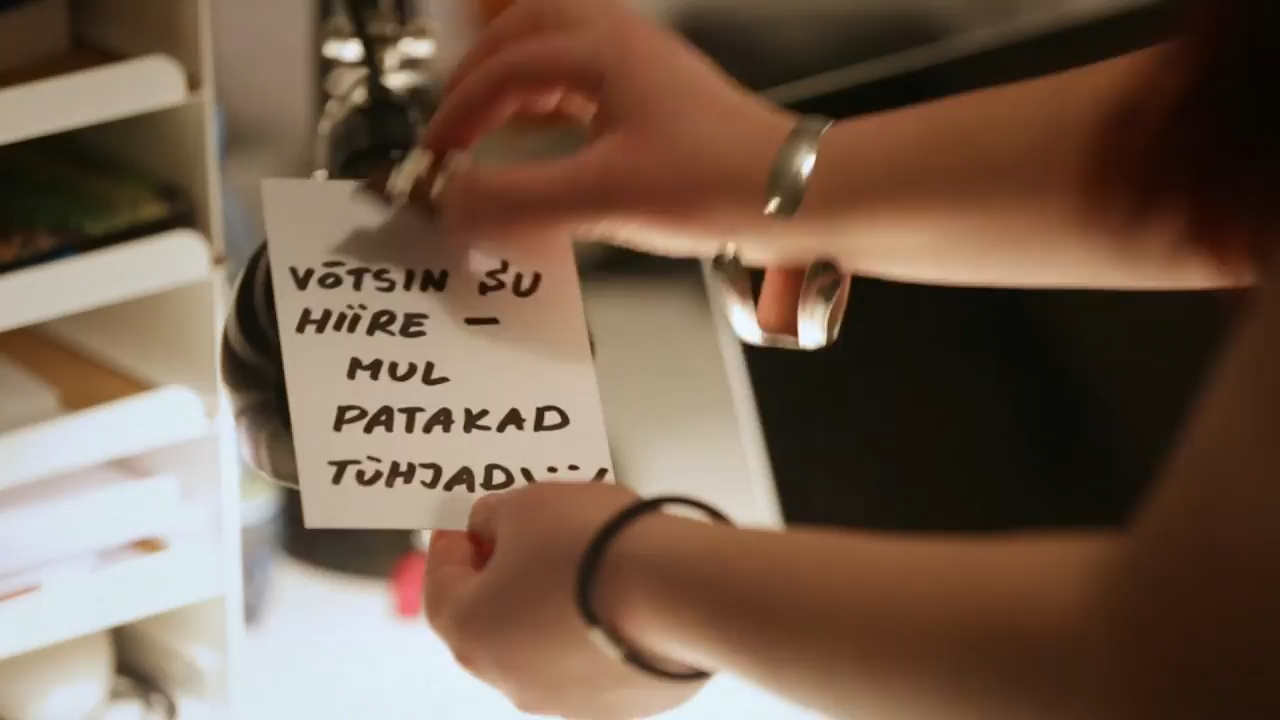 VÕTSIN SU
HIIRE –
MUL
PATAKAD
TÜHJAD